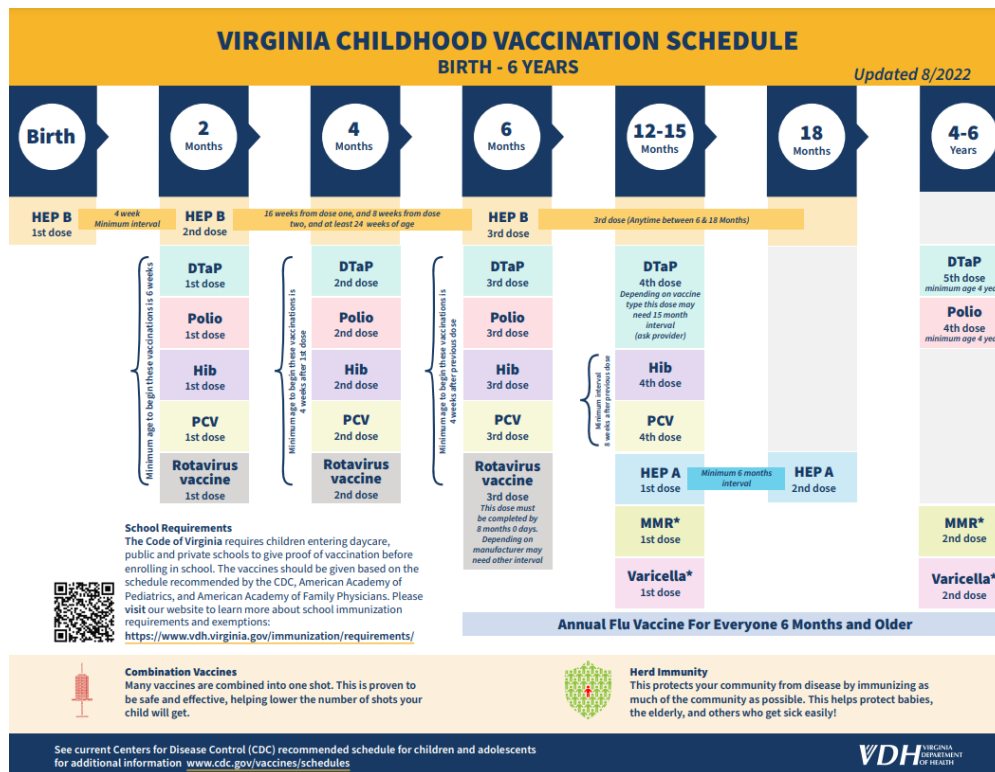 VIRGINIA CHILDHOOD VACCINATION SCHEDULE
BIRTH - 6 YEARS
Updated 8/2022
Birth
2
Months
4
Months
6
Months
12-15
Months
18
Months
4-6
Years
HEP B
1st dose
4 week
Minimum interval
HEP B
2nd dose
16 weeks from dose one, and 8 weeks from dose
two, and at least 24 weeks of age
HEP B
3rd dose
3rd dose (Anytime between 6 & 18 Months)
Minimum age to begin these vaccinations is 6 weeks
DTaP
1st dose
Polio
1st dose
Hib
1st dose
PCV
1st dose
Rotavirus
vaccine
1st dose
Minimum age to begin these vaccinations is
4 weeks after 1st dose
DTaP
2nd dose
Polio
2nd dose
Hib
2nd dose
PCV
2nd dose
Rotavirus
vaccine
2nd dose
Minimum age to begin these vaccinations is
4 weeks after previous dose
DTaP
3rd dose
Polio
3rd dose
Hib
3rd dose
PCV
3rd dose
Rotavirus
vaccine
3rd dose
This dose must
be completed by
8 months 0 days.
Depending on
manufacturer may
need other interval
DTaP
4th dose
Depending on vaccine
type this dose may
need 15 month
interval
(ask provider)
Minimum interval
8 weeks after previous dose
Hib
4th dose
PCV
4th dose
HEP A
1st dose
Minimum 6 months
interval
HEP A
2nd dose
MMR*
1st dose
Varicella*
1st dose
DTaP
5th dose
minimum age 4 yea
Polio
4th dose
minimum age 4 yea
MMR*
2nd dose
Varicella*
2nd dose
Annual Flu Vaccine For Everyone 6 Months and Older
School Requirements
The Code of Virginia requires children entering daycare,
public and private schools to give proof of vaccination before
enrolling in school. The vaccines should be given based on the
schedule recommended by the CDC, American Academy of
Pediatrics, and American Academy of Family Physicians. Please
visit our website to learn more about school immunization
requirements and exemptions:
https://www.vdh.virginia.gov/immunization/requirements/
Combination Vaccines
Many vaccines are combined into one shot. This is proven to
be safe and effective, helping lower the number of shots your
child will get.
Herd Immunity
This protects your community from disease by immunizing as
much of the community as possible. This helps protect babies,
the elderly, and others who get sick easily!
See current Centers for Disease Control (CDC) recommended schedule for children and adolescents
for additional information www.cdc.gov/vaccines/schedules
VDH VIRGINIA
DEPARTMENT
OF HEALTH